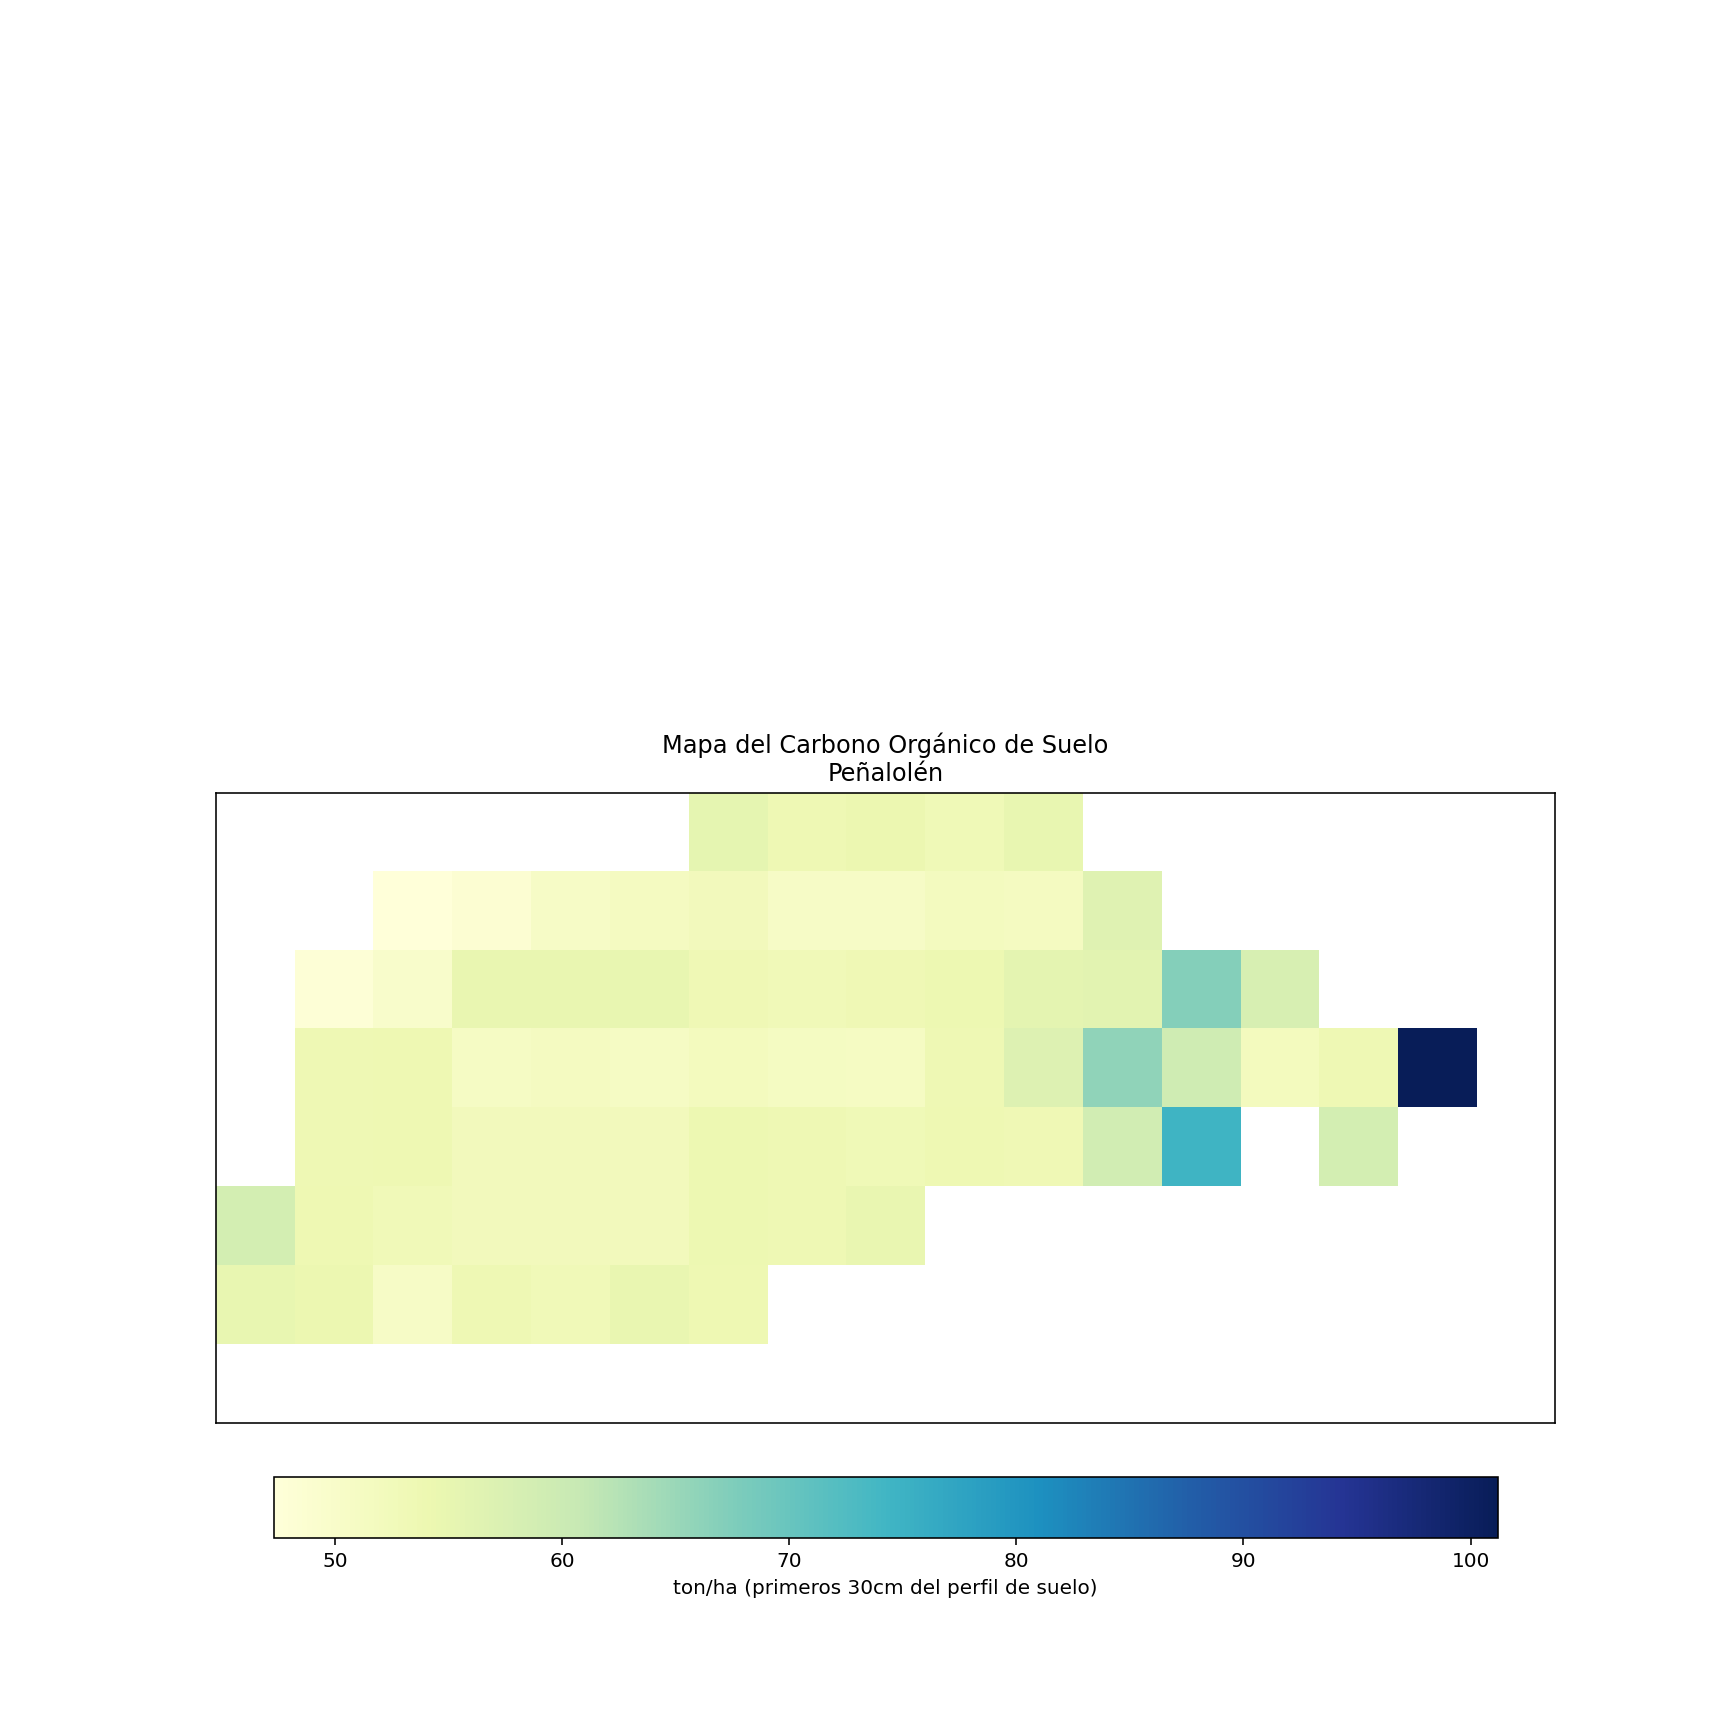 Mapa del Carbono Orgánico de Suelo
Peñalolén
50 60 70 80 90 100
ton/ha (primeros 30cm del perfil de suelo)